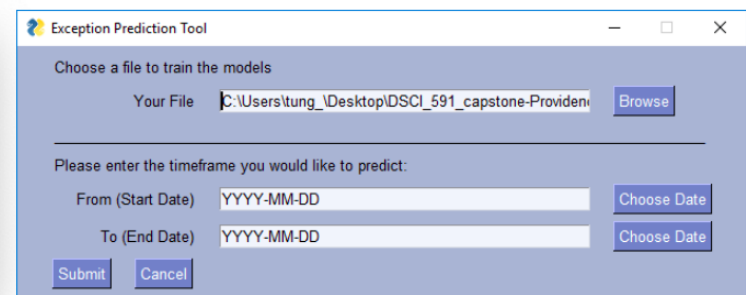 Exception Prediction Tool
Choose a file to train the models
Your File C:\Users\tung_\Desktop\DSCI_591_capstone-Providen Browse
Please enter the timeframe you would like to predict:
From (Start Date) YYYY-MM-DD Choose Date
To (End Date) YYYY-MM-DD Choose Date
Submit Cancel